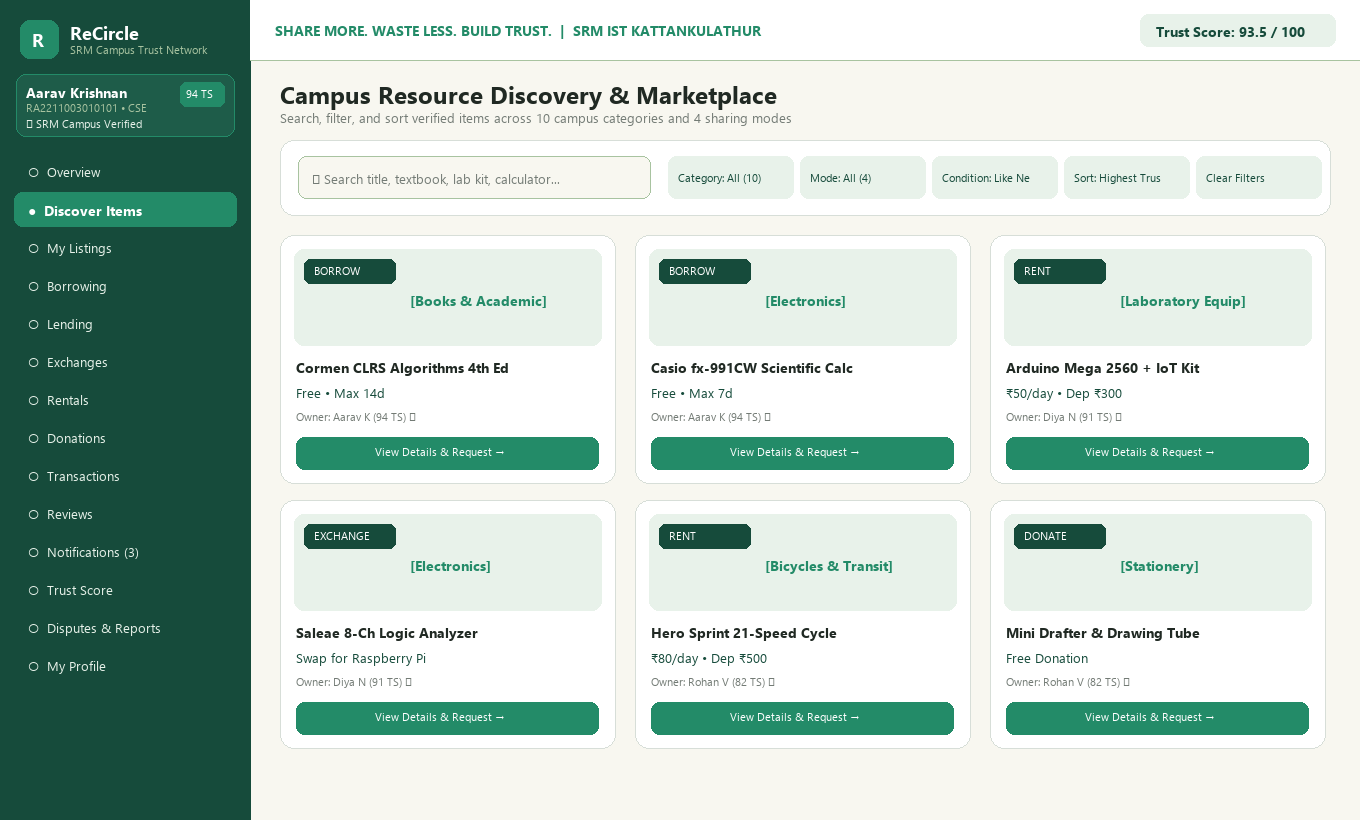 R
ReCircle
SRM Campus Trust Network
Aarav Krishnan
94 TS
RA2211003010101 • CSE
SRM Campus Verified
Overview
Discover Items
My Listings
Borrowing
Lending
Exchanges
Rentals
Donations
Transactions
Reviews
Notifications (3)
Trust Score
Disputes & Reports
My Profile
SHARE MORE. WASTE LESS. BUILD TRUST. | SRM IST KATTANKULATHUR
Trust Score: 93.5 / 100
Campus Resource Discovery & Marketplace
Search, filter, and sort verified items across 10 campus categories and 4 sharing modes
Search title, textbook, lab kit, calculator...
Category: All (10)
Mode: All (4)
Condition: Like Ne
Sort: Highest Trus
Clear Filters
BORROW
[Books & Academic]
Cormen CLRS Algorithms 4th Ed
Free • Max 14d
Owner: Aarav K (94 TS)
View Details & Request →
BORROW
[Electronics]
Casio fx-991CW Scientific Calc
Free • Max 7d
Owner: Aarav K (94 TS)
View Details & Request →
RENT
[Laboratory Equip]
Arduino Mega 2560 + IoT Kit
₹50/day • Dep ₹300
Owner: Diya N (91 TS)
View Details & Request →
EXCHANGE
[Electronics]
Saleae 8-Ch Logic Analyzer
Swap for Raspberry Pi
Owner: Diya N (91 TS)
View Details & Request →
RENT
[Bicycles & Transit]
Hero Sprint 21-Speed Cycle
₹80/day • Dep ₹500
Owner: Rohan V (82 TS)
View Details & Request →
DONATE
[Stationery]
Mini Drafter & Drawing Tube
Free Donation
Owner: Rohan V (82 TS)
View Details & Request →